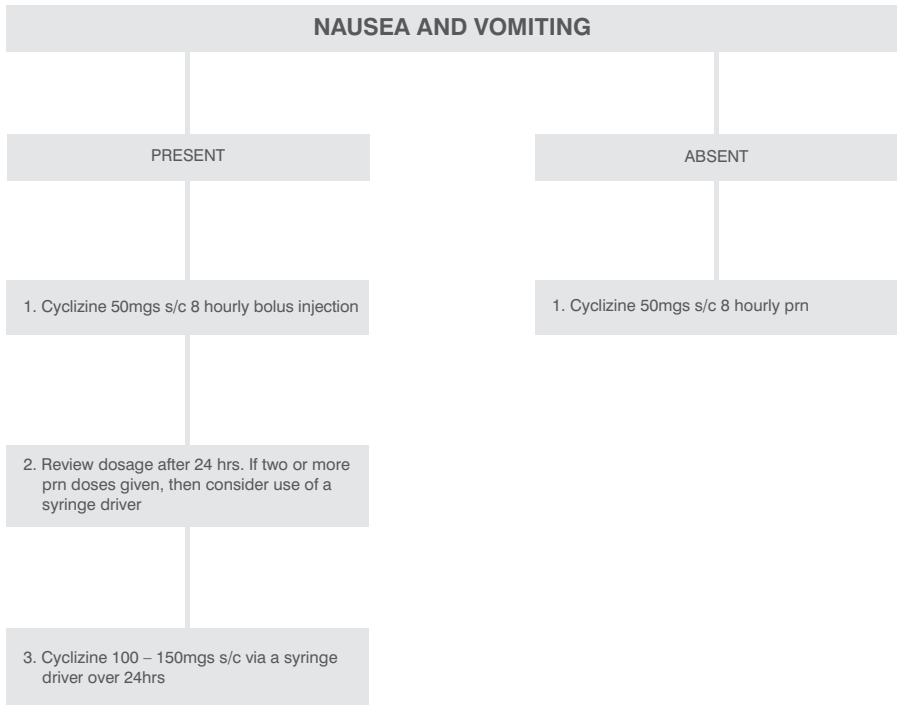 NAUSEA AND VOMITING
PRESENT
ABSENT
1. Cyclizine 50mgs s/c 8 hourly bolus injection
1. Cyclizine 50mgs s/c 8 hourly prn
2. Review dosage after 24 hrs. If two or more
prn doses given, then consider use of a
syringe driver
3. Cyclizine 100 – 150mgs s/c via a syringe
driver over 24hrs